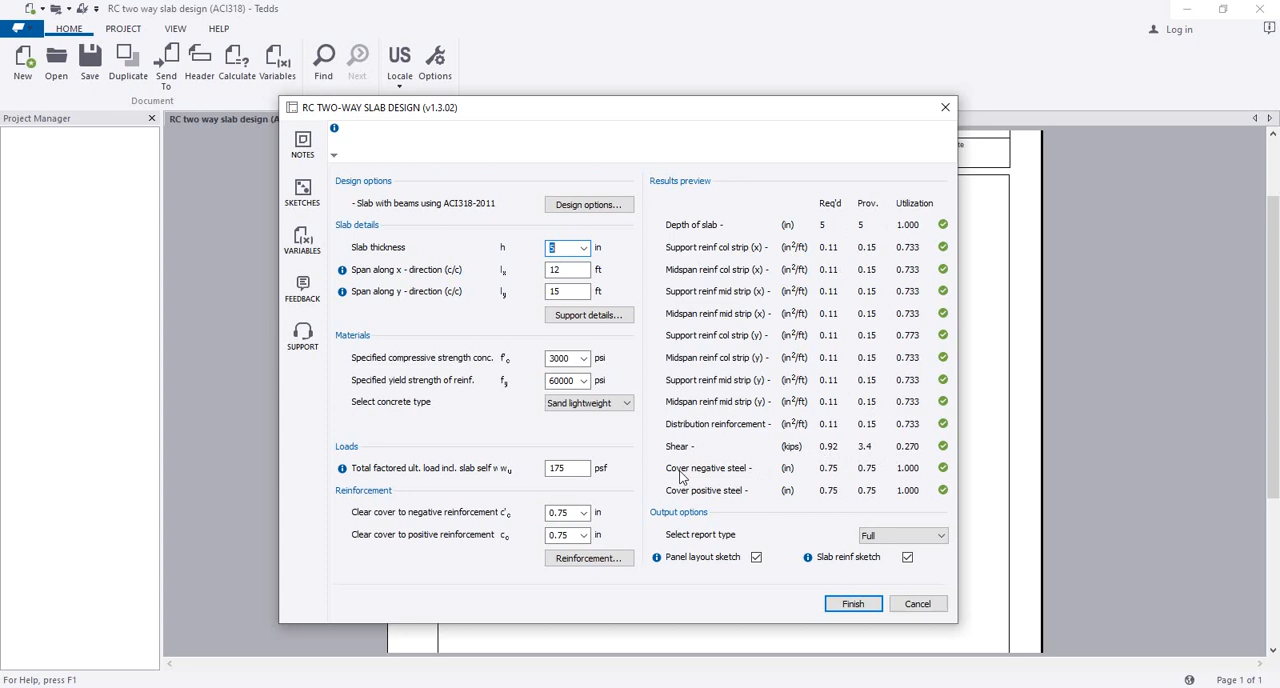 RC two way slab design (ACI318) - Tedds
HOME PROJECT VIEW HELP
Log in
New Open Save Duplicate Send To Header Calculate Variables Find Next US Locale Options
Document
Project Manager
RC two way slab design (A
te
RC TWO-WAY SLAB DESIGN (v1.3.02)
NOTES
SKETCHES
VARIABLES
FEEDBACK
SUPPORT
Design options
- Slab with beams using ACI318-2011 Design options...
Slab details
Slab thickness h 5 in
Span along x - direction (c/c) lx 12 ft
Span along y - direction (c/c) ly 15 ft
Support details...
Materials
Specified compressive strength conc. f'c 3000 psi
Specified yield strength of reinf. fy 60000 psi
Select concrete type Sand lightweight
Loads
Total factored ult. load incl. slab self w wu 175 psf
Reinforcement
Clear cover to negative reinforcement c'c 0.75 in
Clear cover to positive reinforcement cc 0.75 in
Reinforcement...
Results preview
Req'd Prov. Utilization
Depth of slab - (in) 5 5 1.000
Support reinf col strip (x) - (in²/ft) 0.11 0.15 0.733
Midspan reinf col strip (x) - (in²/ft) 0.11 0.15 0.733
Support reinf mid strip (x) - (in²/ft) 0.11 0.15 0.733
Midspan reinf mid strip (x) - (in²/ft) 0.11 0.15 0.733
Support reinf col strip (y) - (in²/ft) 0.11 0.15 0.773
Midspan reinf col strip (y) - (in²/ft) 0.11 0.15 0.733
Support reinf mid strip (y) - (in²/ft) 0.11 0.15 0.733
Midspan reinf mid strip (y) - (in²/ft) 0.11 0.15 0.733
Distribution reinforcement - (in²/ft) 0.11 0.15 0.733
Shear - (kips) 0.92 3.4 0.270
Cover negative steel - (in) 0.75 0.75 1.000
Cover positive steel - (in) 0.75 0.75 1.000
Output options
Select report type Full
Panel layout sketch Slab reinf sketch
Finish Cancel
For Help, press F1
Page 1 of 1